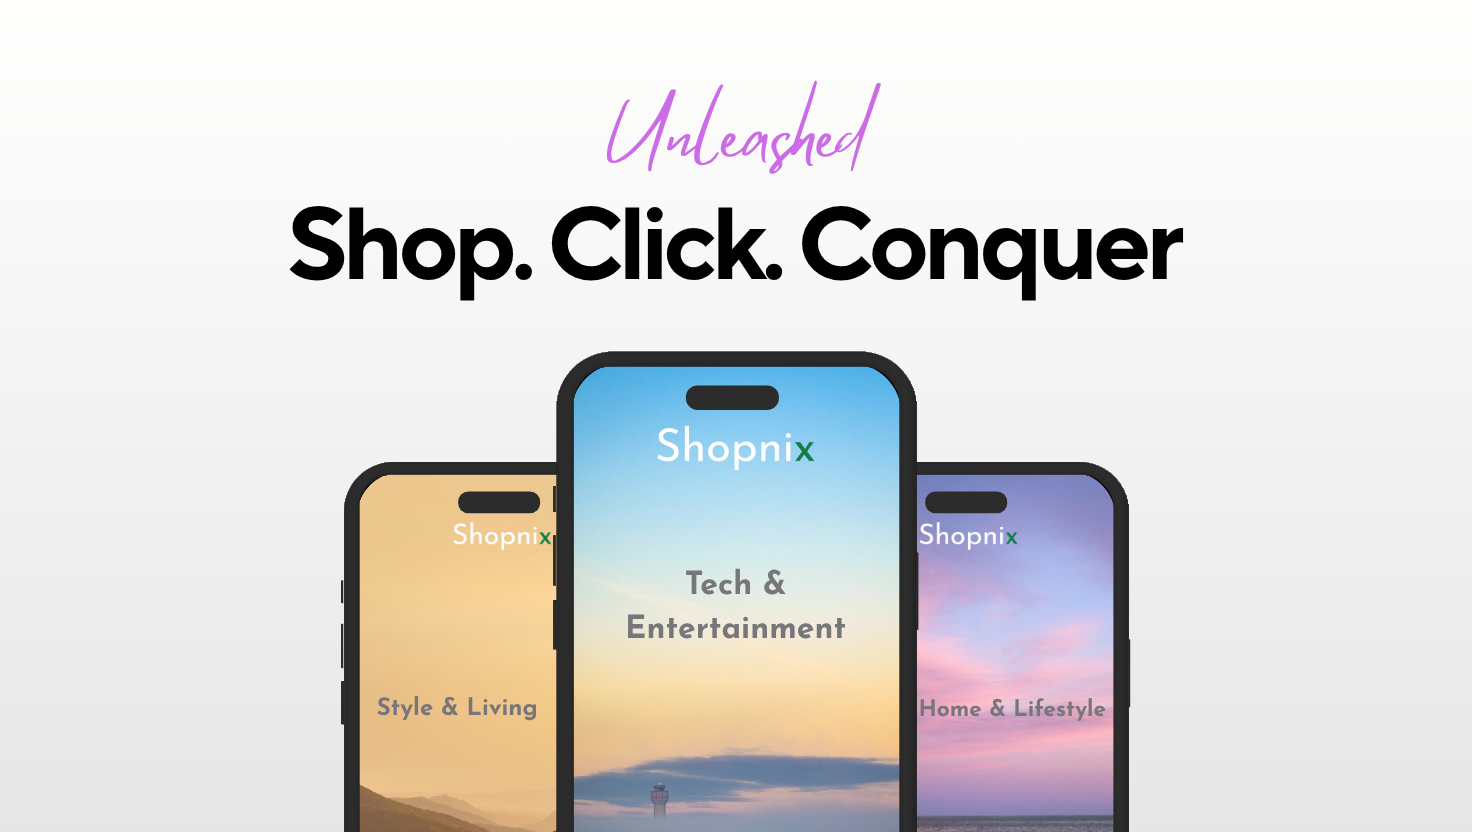 Unleashed
Shop. Click. Conquer
Shopnix
Tech &
Entertainment
Shopnix
Style & Living
Shopnix
Home & Lifestyle